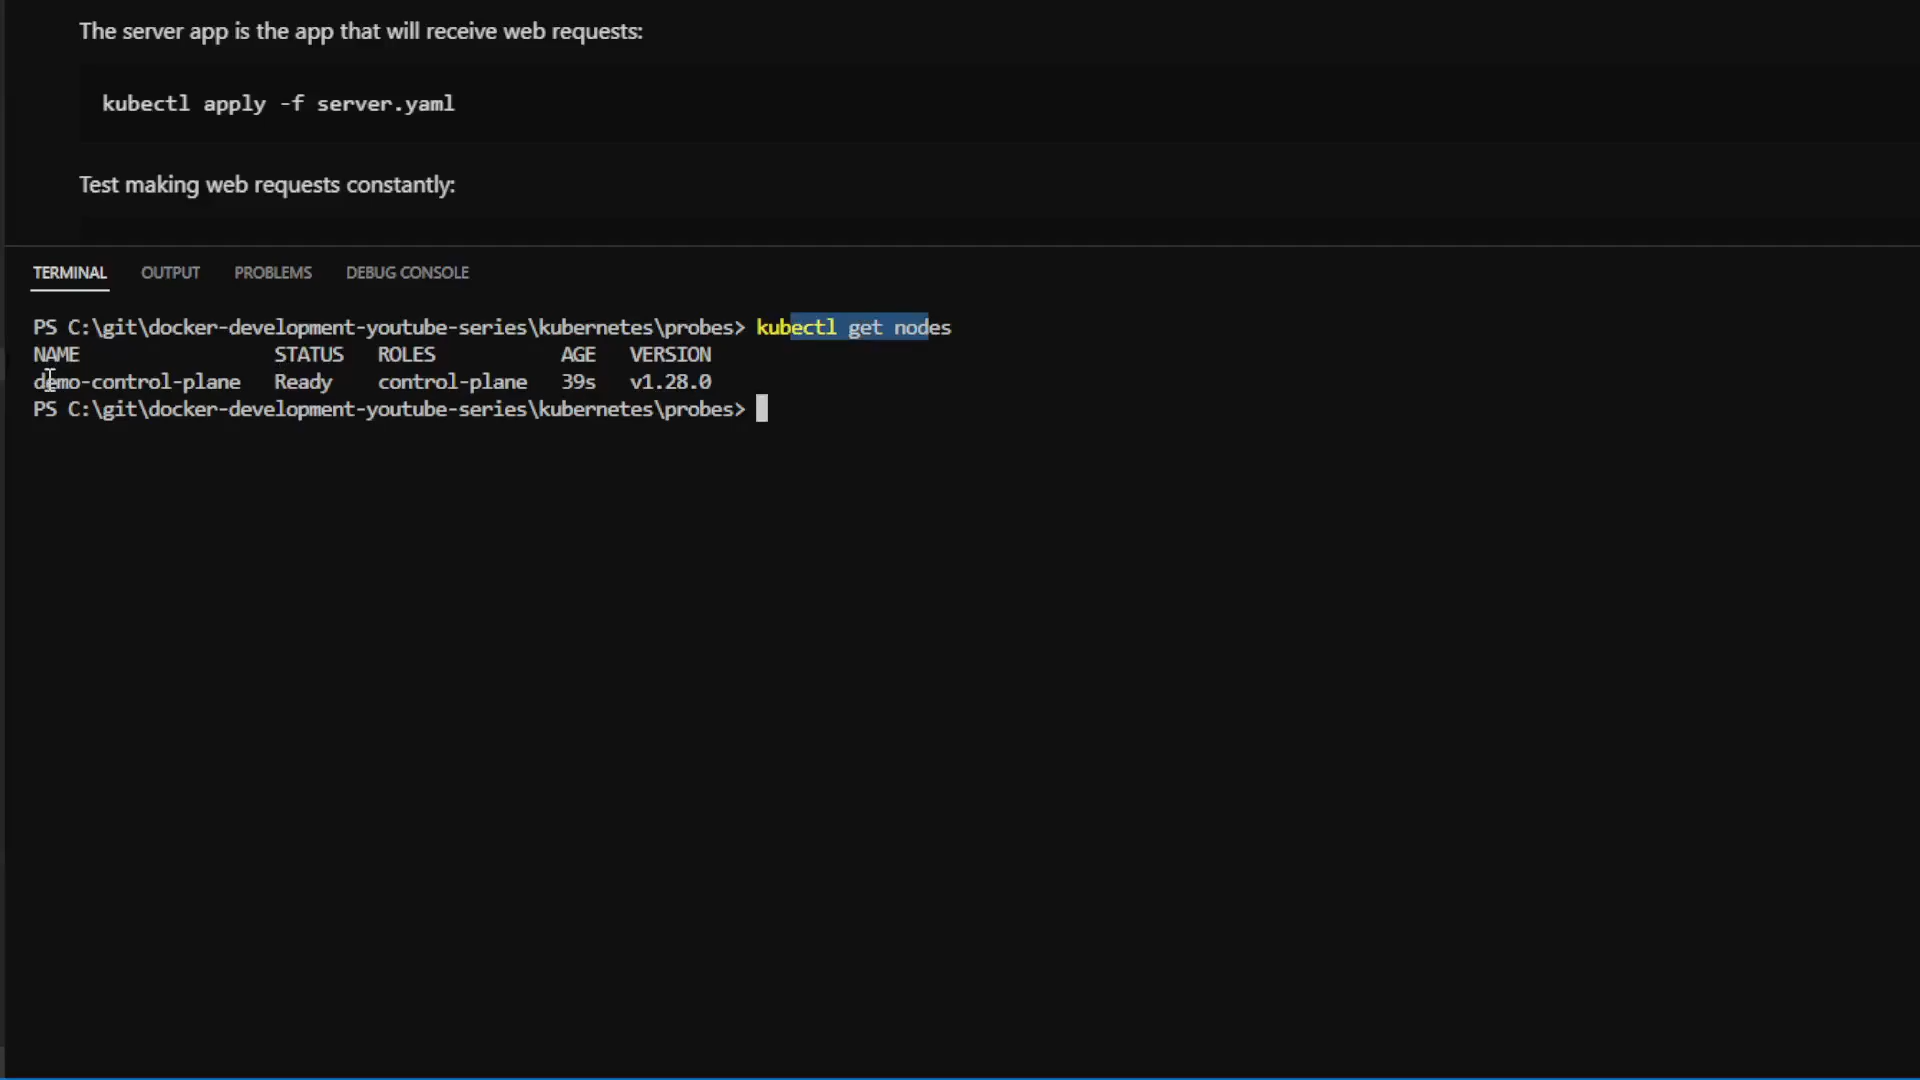 The server app is the app that will receive web requests:
kubectl apply -f server.yaml
Test making web requests constantly:
TERMINAL OUTPUT PROBLEMS DEBUG CONSOLE
PS C:\git\docker-development-youtube-series\kubernetes\probes> kubectl get nodes
NAME STATUS ROLES AGE VERSION
demo-control-plane Ready control-plane 39s v1.28.0
PS C:\git\docker-development-youtube-series\kubernetes\probes>